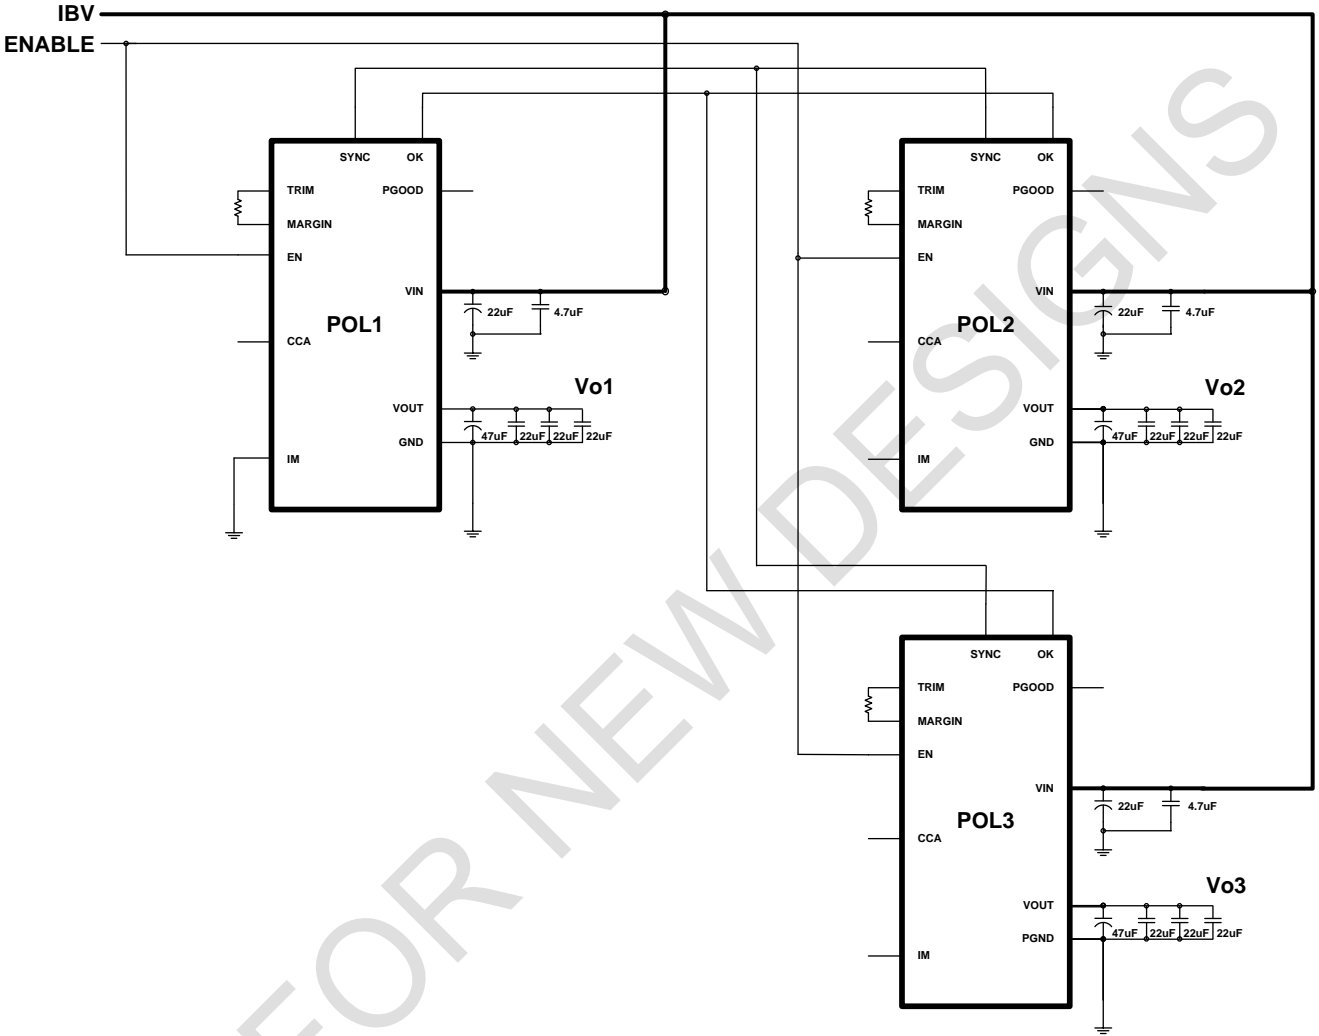 IBV
ENABLE
SYNC OK
TRIM PGOOD
MARGIN
EN
VIN
22uF 4.7uF
POL1
CCA
Vo1
VOUT
47uF 22uF 22uF 22uF
GND
IM
SYNC OK
TRIM PGOOD
MARGIN
EN
VIN
22uF 4.7uF
POL2
CCA
Vo2
VOUT
47uF 22uF 22uF 22uF
GND
IM
SYNC OK
TRIM PGOOD
MARGIN
EN
VIN
22uF 4.7uF
POL3
CCA
Vo3
VOUT
47uF 22uF 22uF 22uF
PGND
IM
FOR NEW DESIGNS